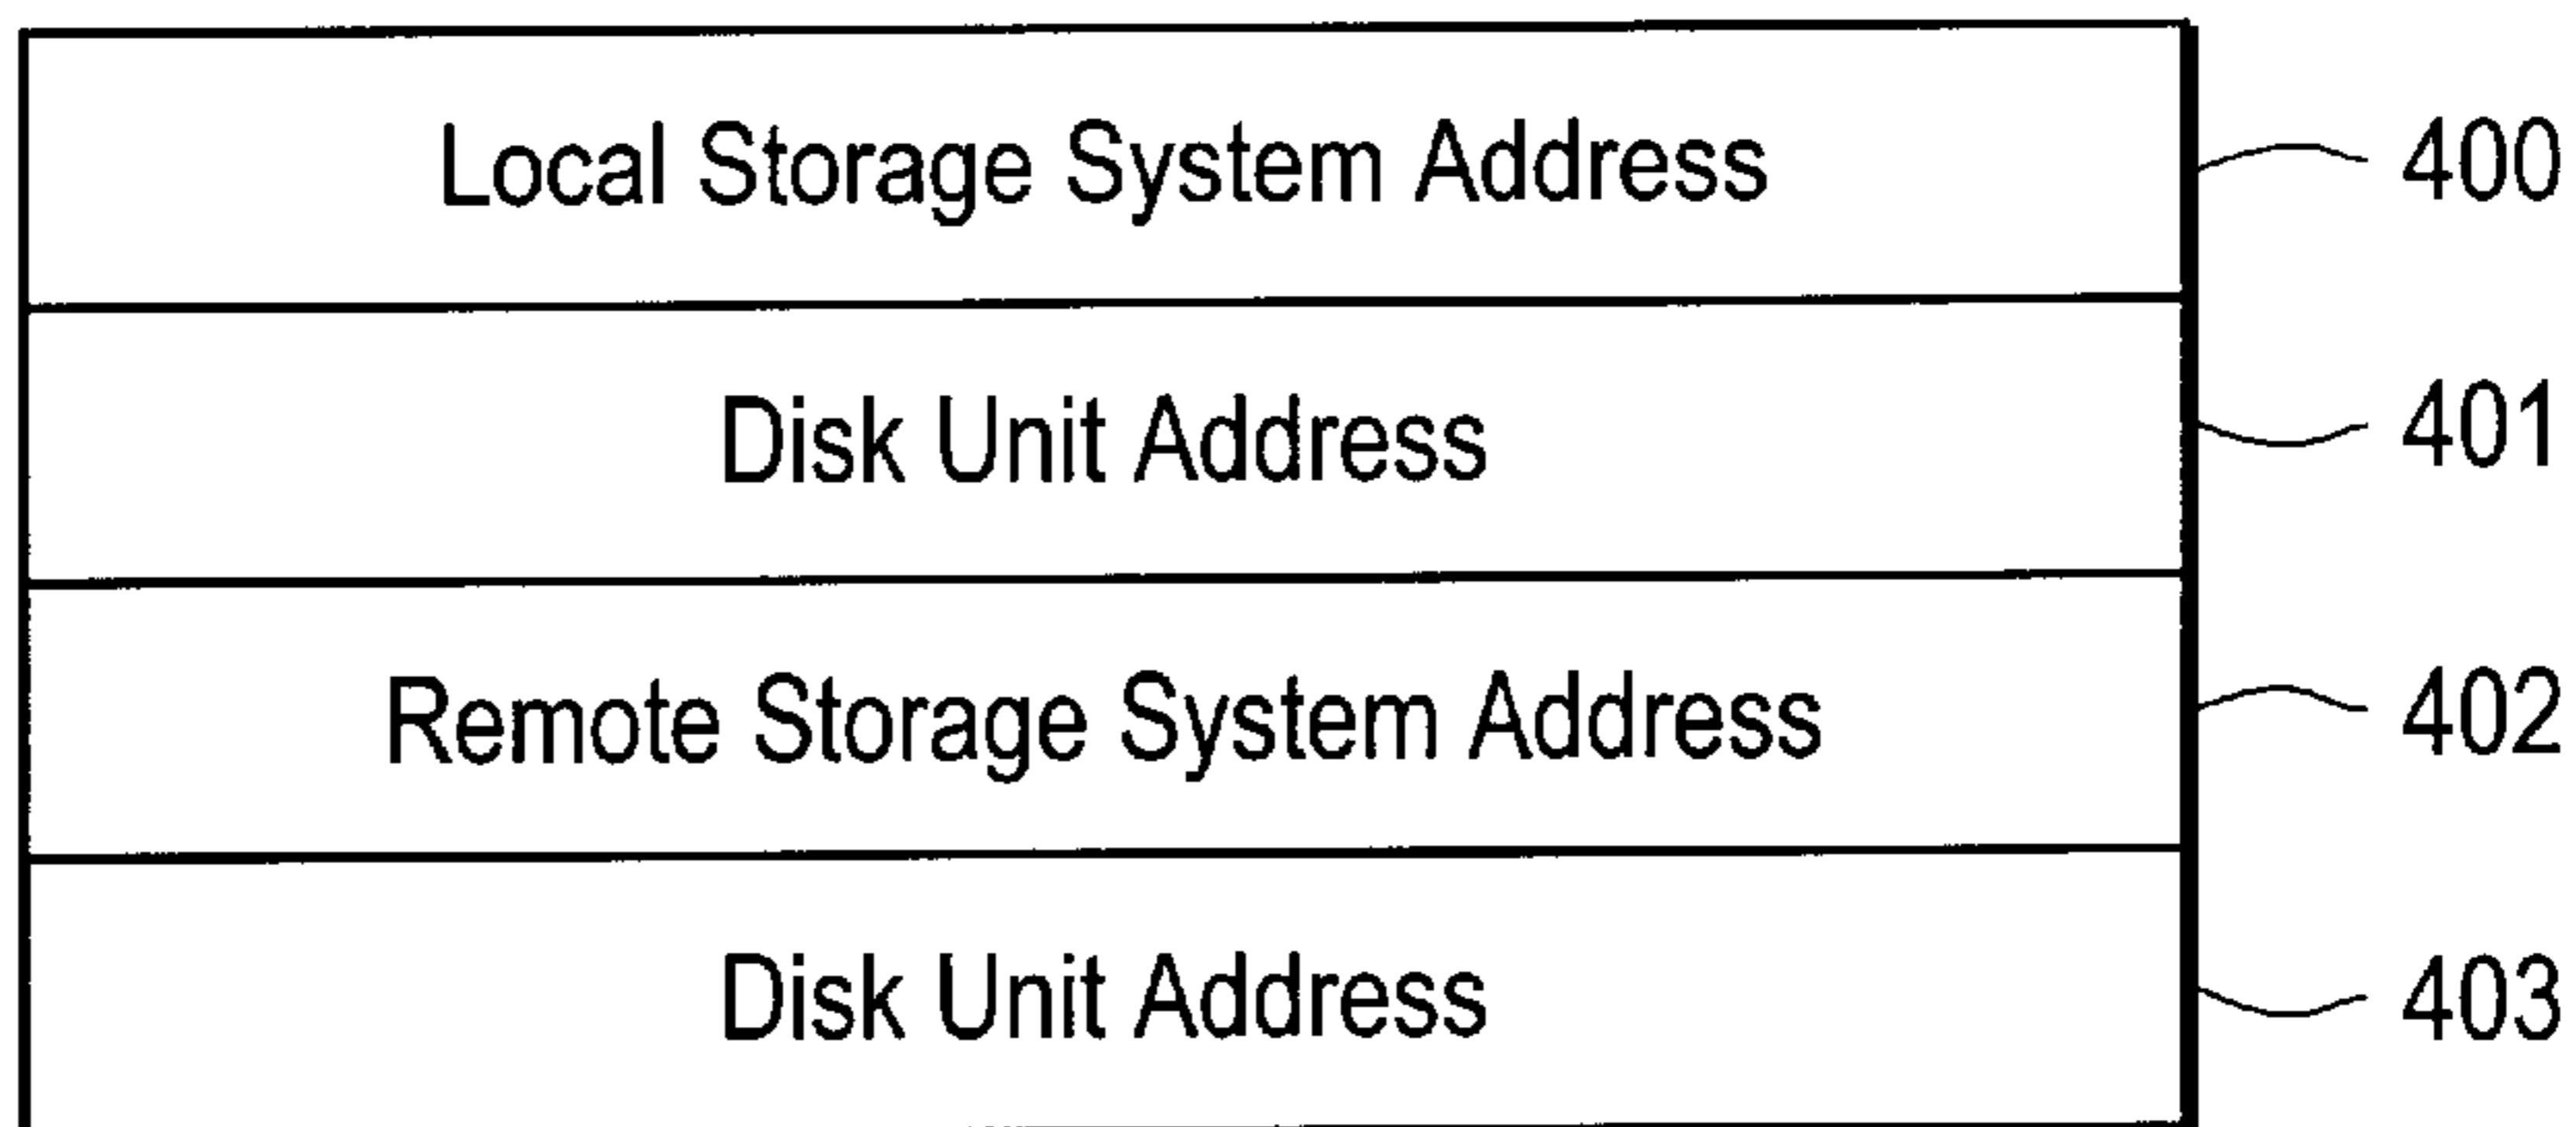 Local Storage System Address 400
Disk Unit Address 401
Remote Storage System Address 402
Disk Unit Address 403